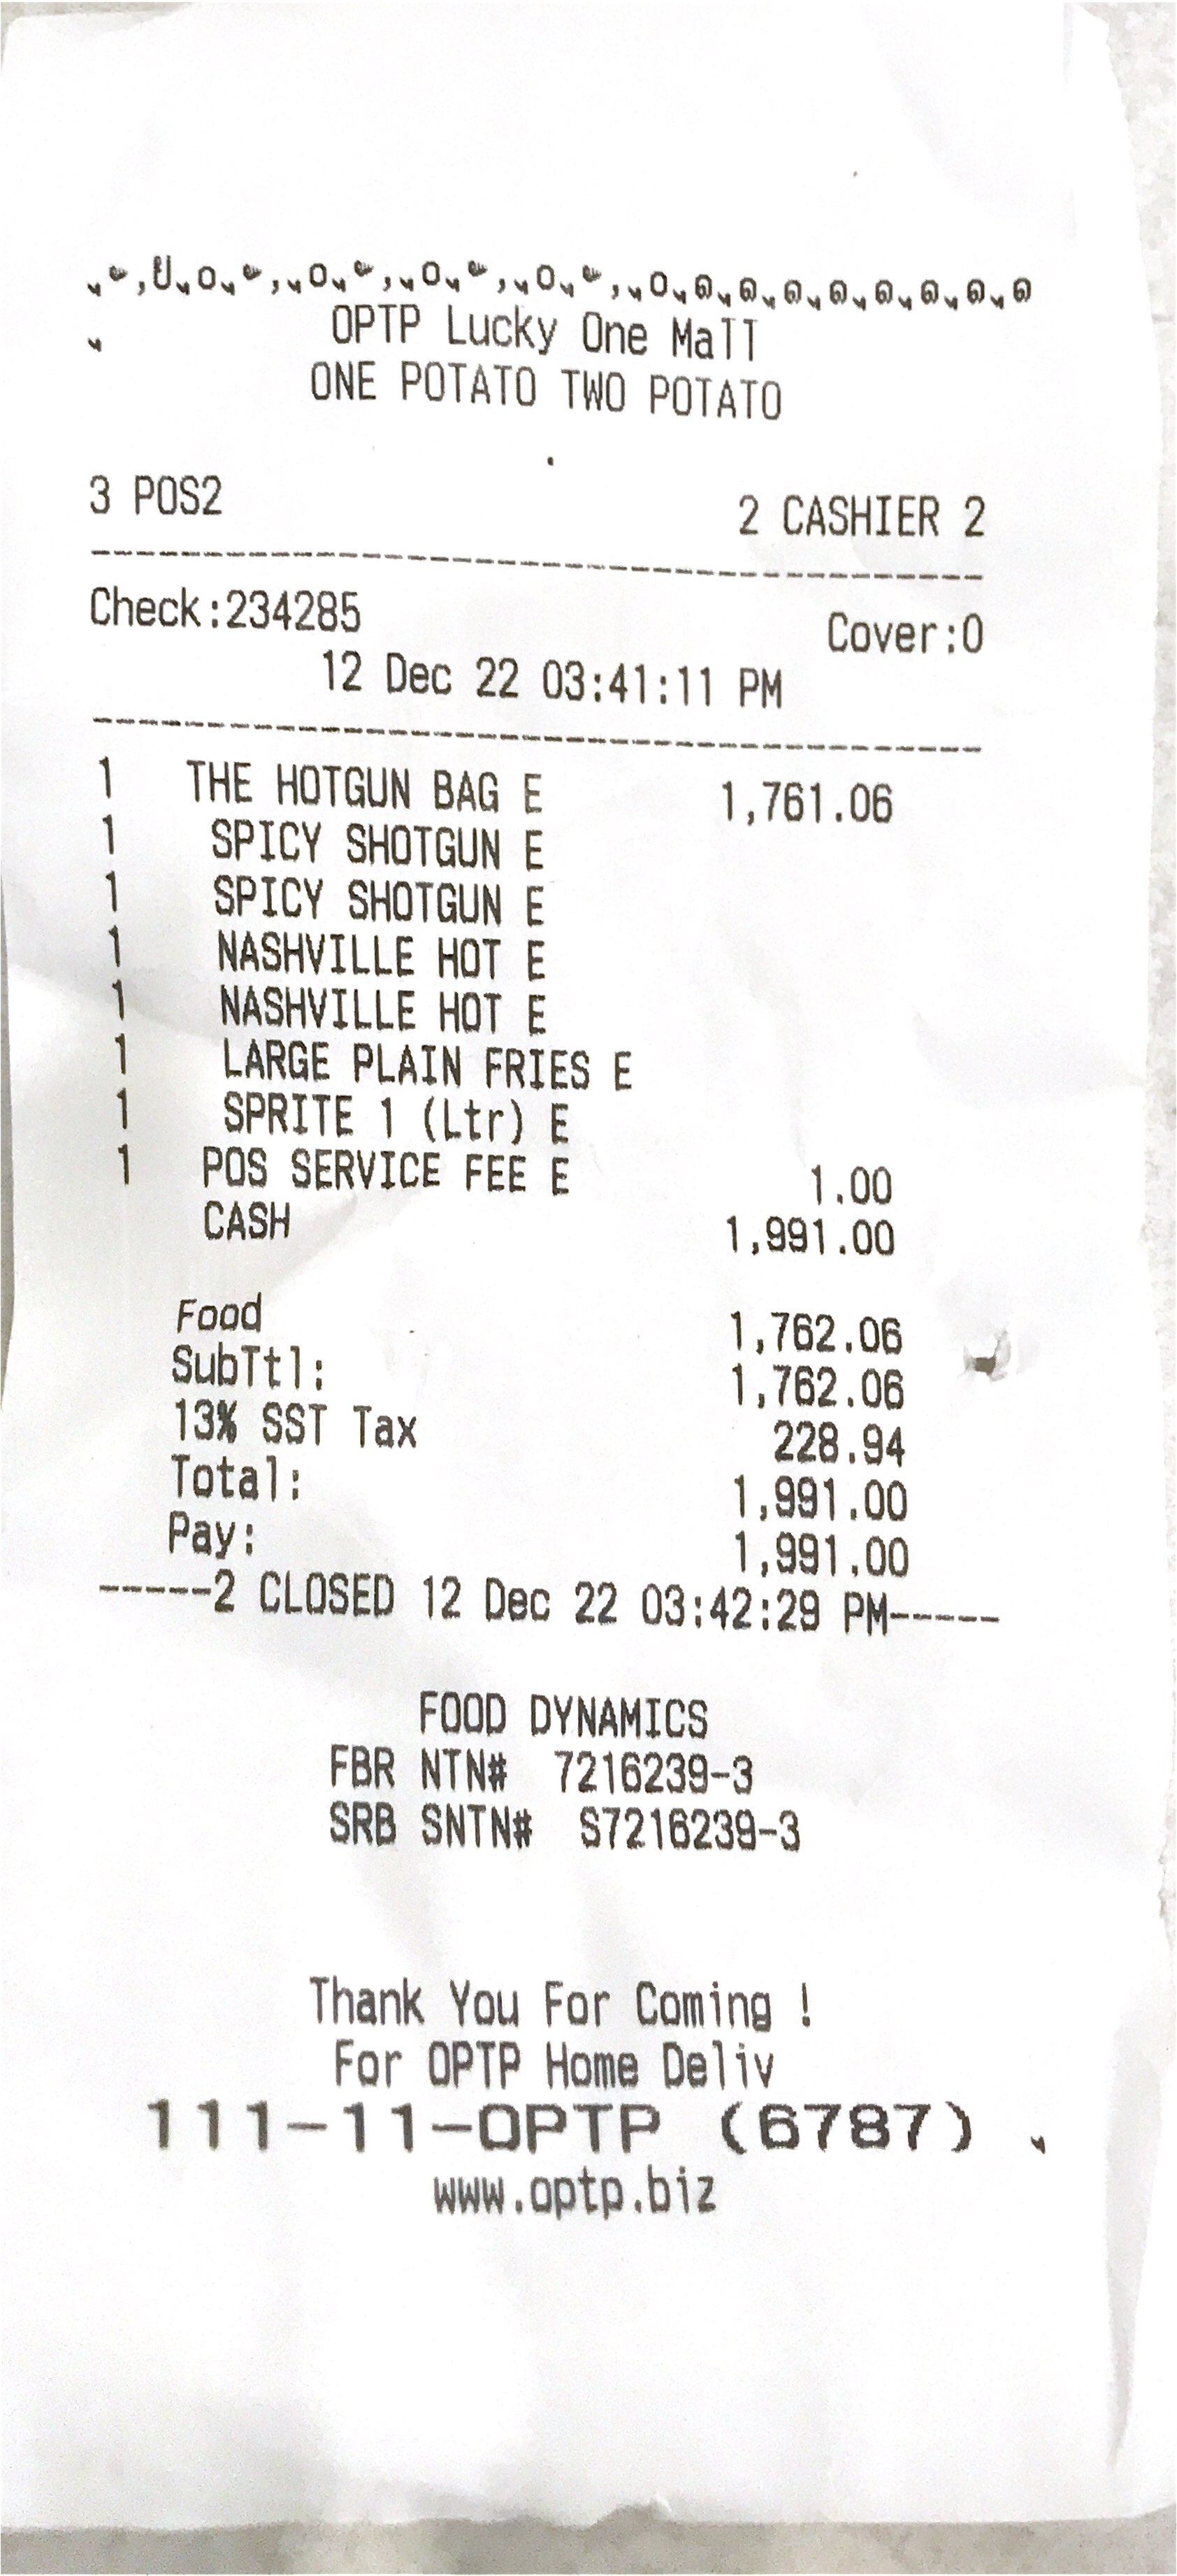 OPTP Lucky One Mall
ONE POTATO TWO POTATO
3 POS2 2 CASHIER 2
Check:234285 Cover:0
12 Dec 22 03:41:11 PM
1 THE HOTGUN BAG E 1,761.06
1 SPICY SHOTGUN E
1 SPICY SHOTGUN E
1 NASHVILLE HOT E
1 NASHVILLE HOT E
1 LARGE PLAIN FRIES E
1 SPRITE 1 (Ltr) E
1 POS SERVICE FEE E 1.00
CASH 1,991.00
Food 1,762.06
SubTtl: 1,762.06
13% SST Tax 228.94
Total: 1,991.00
Pay: 1,991.00
-----2 CLOSED 12 Dec 22 03:42:29 PM-----
FOOD DYNAMICS
FBR NTN# 7216239-3
SRB SNTN# S7216239-3
Thank You For Coming !
For OPTP Home Deliv
111-11-OPTP (6787)
www.optp.biz